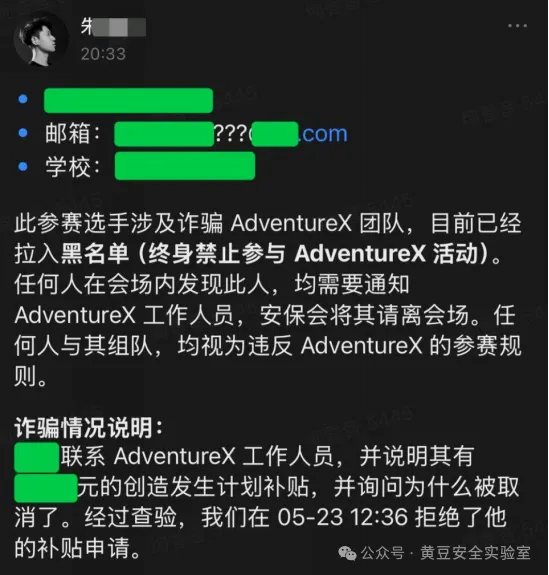 朱
20:33
邮箱：???@.com
学校：
此参赛选手涉及诈骗 AdventureX 团队，目前已经
拉入黑名单（终身禁止参与 AdventureX 活动）。
任何人在会场内发现此人，均需要通知
AdventureX 工作人员，安保会将其请离会场。任
何人与其组队，均视为违反 AdventureX 的参赛规
则。
诈骗情况说明：
联系 AdventureX 工作人员，并说明其有
元的创造发生计划补贴，并询问为什么被取
消了。经过查验，我们在 05-23 12:36 拒绝了他
的补贴申请。
公众号 · 黄豆安全实验室